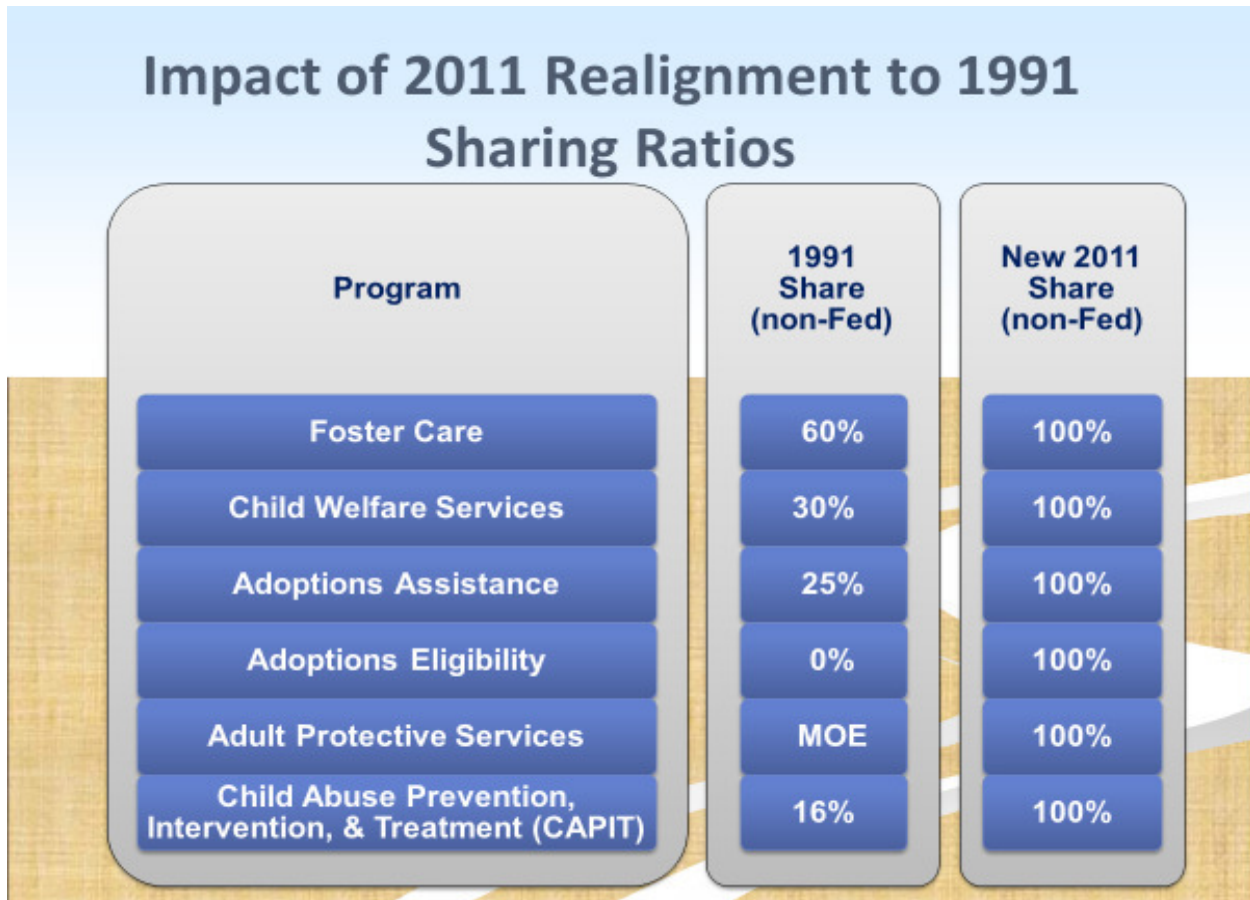 Impact of 2011 Realignment to 1991
Sharing Ratios
Program
1991
Share
(non-Fed)
New 2011
Share
(non-Fed)
Foster Care
60%
100%
Child Welfare Services
30%
100%
Adoptions Assistance
25%
100%
Adoptions Eligibility
0%
100%
Adult Protective Services
MOE
100%
Child Abuse Prevention,
Intervention, & Treatment (CAPIT)
16%
100%